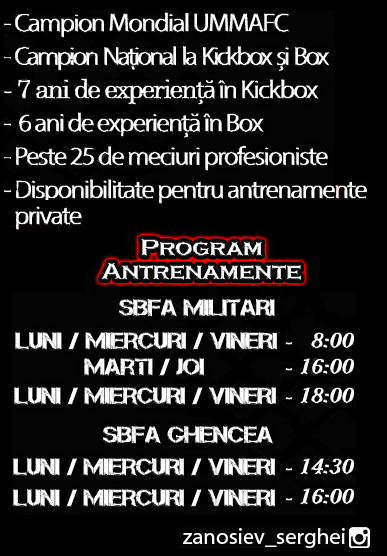 - Campion Mondial UMMAFC
- Campion Național la Kickbox și Box
- 7 ani de experiență în Kickbox
- 6 ani de experiență în Box
- Peste 25 de meciuri profesioniste
- Disponibilitate pentru antrenamente
private
PROGRAM
ANTRENAMENTE
SBFA MILITARI
LUNI / MIERCURI / VINERI - 8:00
MARTI / JOI - 16:00
LUNI / MIERCURI / VINERI - 18:00
SBFA GHENCEA
LUNI / MIERCURI / VINERI - 14:30
LUNI / MIERCURI / VINERI - 16:00
zanosiev_serghei